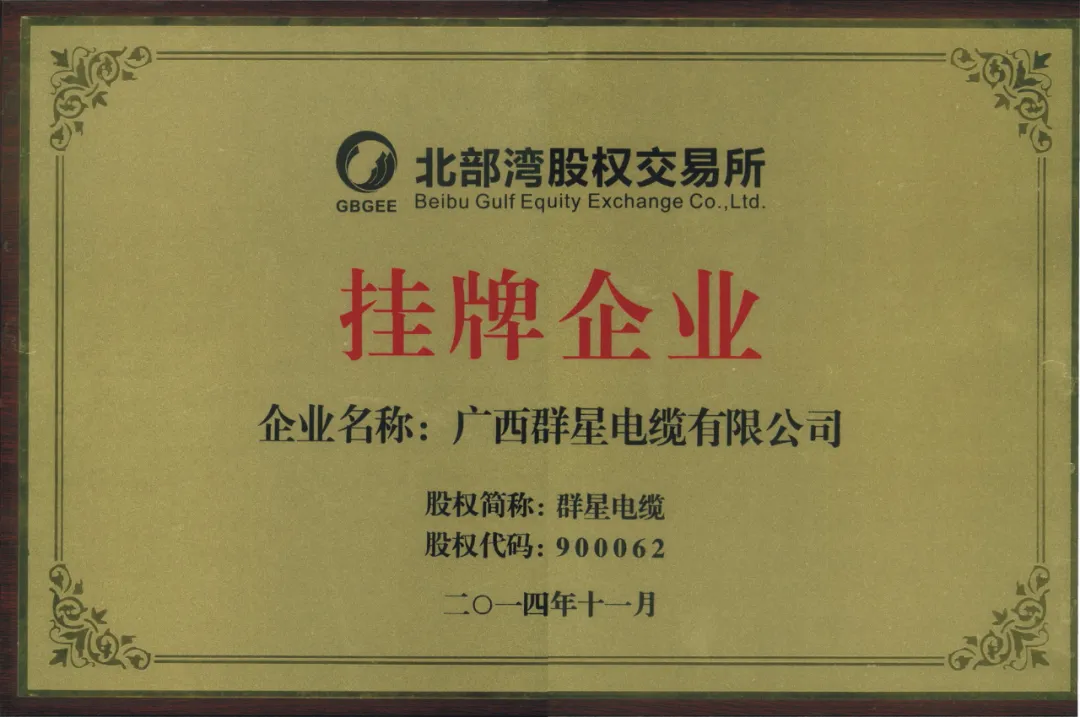 北部湾股权交易所
GBGEE
Beibu Gulf Equity Exchange Co.,Ltd.
挂牌企业
企业名称：广西群星电缆有限公司
股权简称：群星电缆
股权代码：900062
二〇一四年十一月